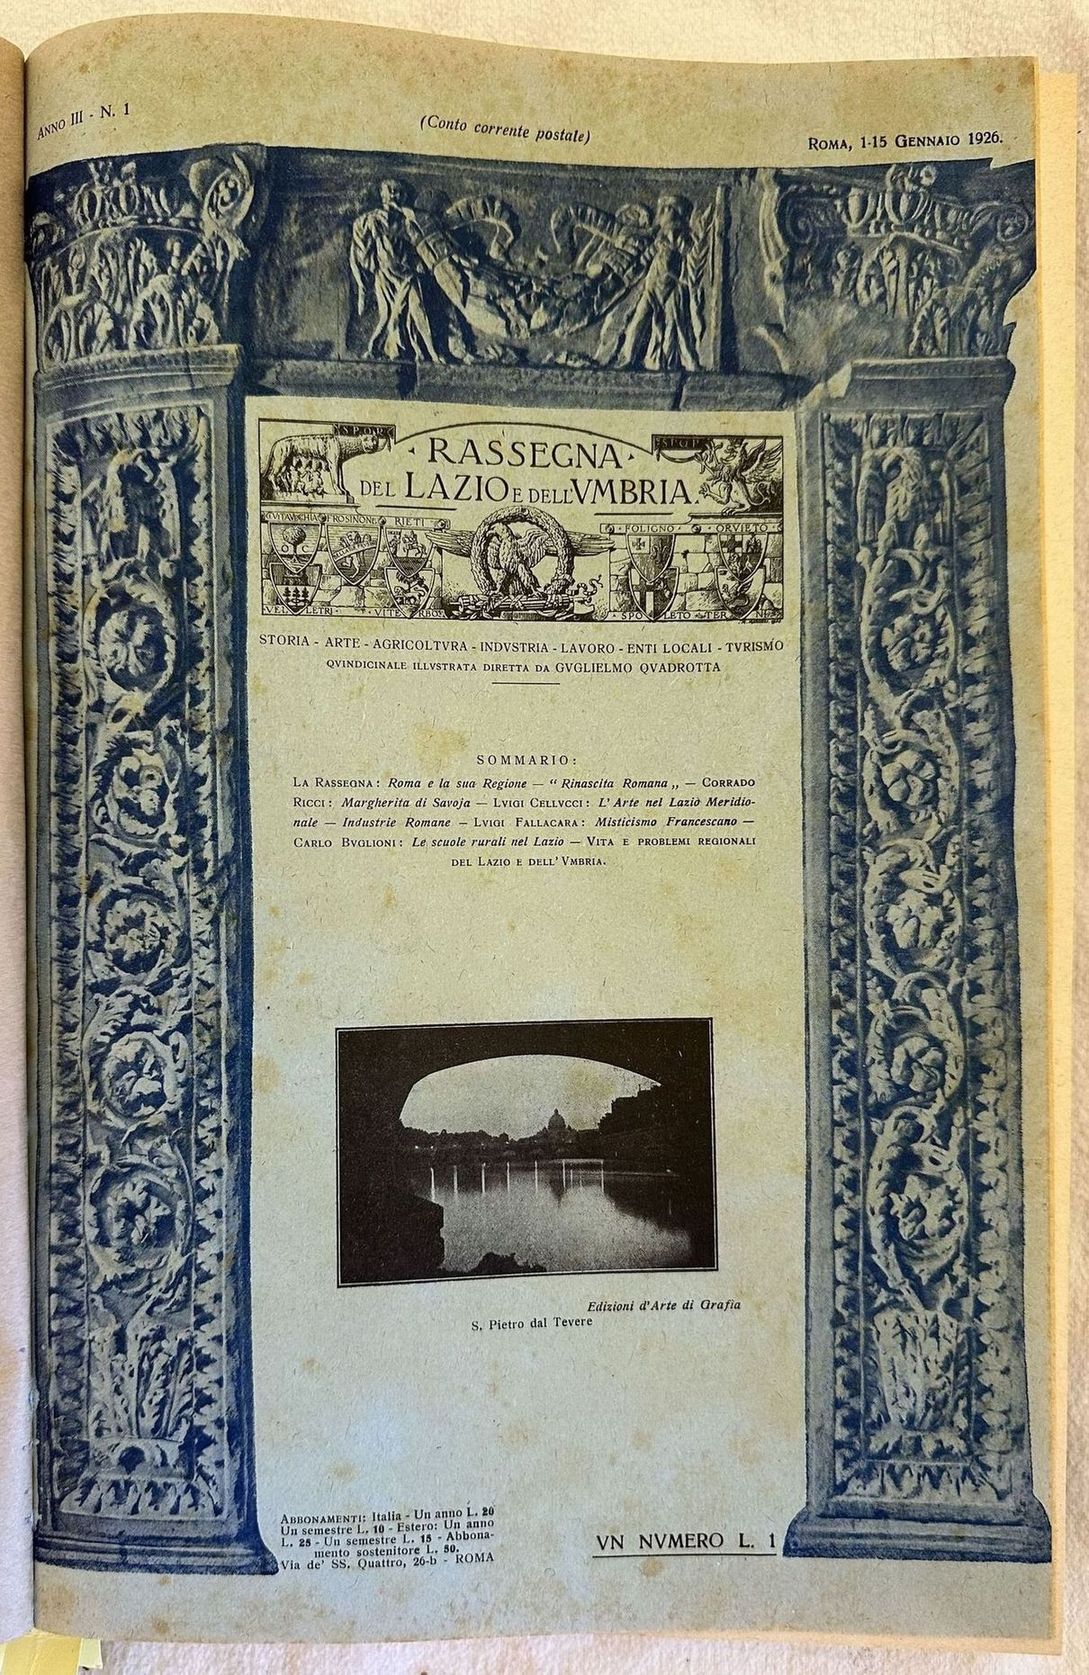 ANNO III - N. 1
(Conto corrente postale)
ROMA, 1-15 GENNAIO 1926.
S.P.Q.R.
RASSEGNA
DEL LAZIO E DELL'VMBRIA.
CIVITAVECHIA FROSINONE RIETI
FOLIGNO ORVIETO
O C
VELLETRI VITERBO
SPOLETO TERNI
STORIA - ARTE - AGRICOLTVRA - INDVSTRIA - LAVORO - ENTI LOCALI - TVRISMO
QVINDICINALE ILLVSTRATA DIRETTA DA GVGLIELMO QVADROTTA
SOMMARIO:
LA RASSEGNA: Roma e la sua Regione — “ Rinascita Romana „ — CORRADO
RICCI: Margherita di Savoja — LVIGI CELLVCCI: L'Arte nel Lazio Meridio-
nale — Industrie Romane — LVIGI FALLACARA: Misticismo Francescano —
CARLO BVGLIONI: Le scuole rurali nel Lazio — VITA E PROBLEMI REGIONALI
DEL LAZIO E DELL'VMBRIA.
Edizioni d'Arte di Grafia
S. Pietro dal Tevere
ABBONAMENTI: Italia - Un anno L. 20
Un semestre L. 10 - Estero: Un anno
L. 25 - Un semestre L. 15 - Abbona-
mento sostenitore L. 50.
Via de' SS. Quattro, 26-b - ROMA
VN NVMERO L. 1